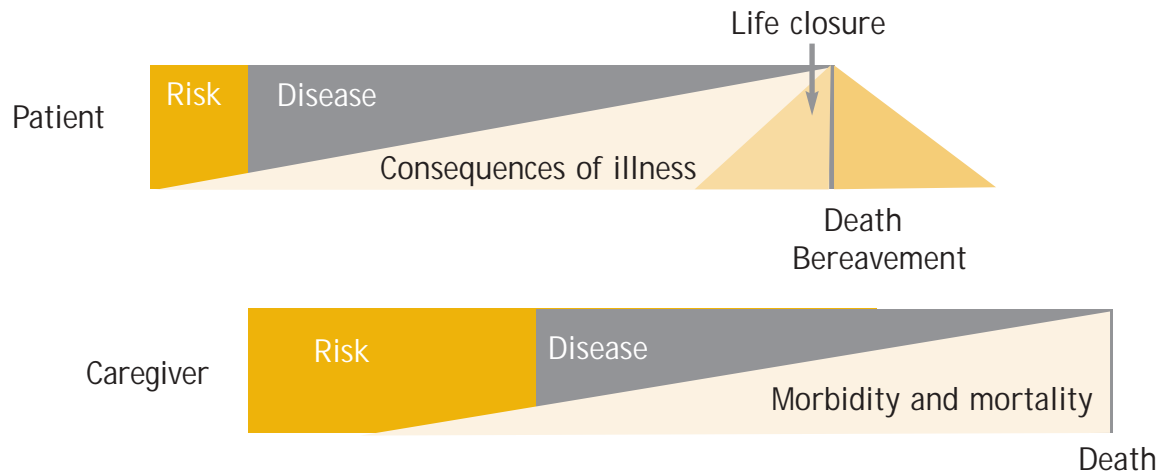 Life closure
Risk
Disease
Patient
Consequences of illness
Death
Bereavement
Risk
Disease
Caregiver
Morbidity and mortality
Death